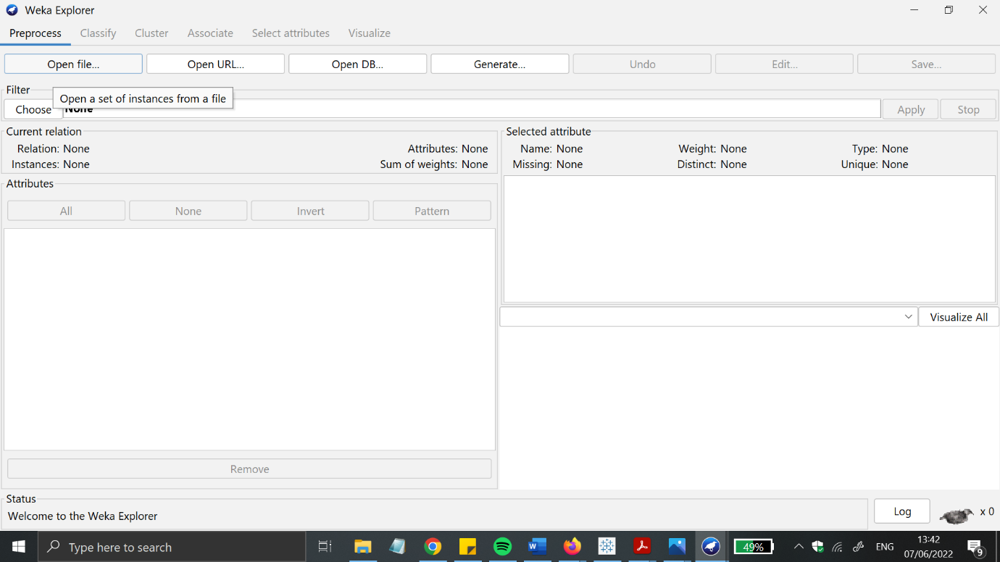 Weka Explorer
Preprocess Classify Cluster Associate Select attributes Visualize
Open file... Open URL... Open DB... Generate... Undo Edit... Save...
Filter
Open a set of instances from a file
Choose None Apply Stop
Current relation
Relation: None Attributes: None
Instances: None Sum of weights: None
Selected attribute
Name: None Weight: None Type: None
Missing: None Distinct: None Unique: None
Attributes
All None Invert Pattern
Visualize All
Remove
Status
Welcome to the Weka Explorer
Log x 0
Type here to search
49%
ENG
13:42
07/06/2022
9